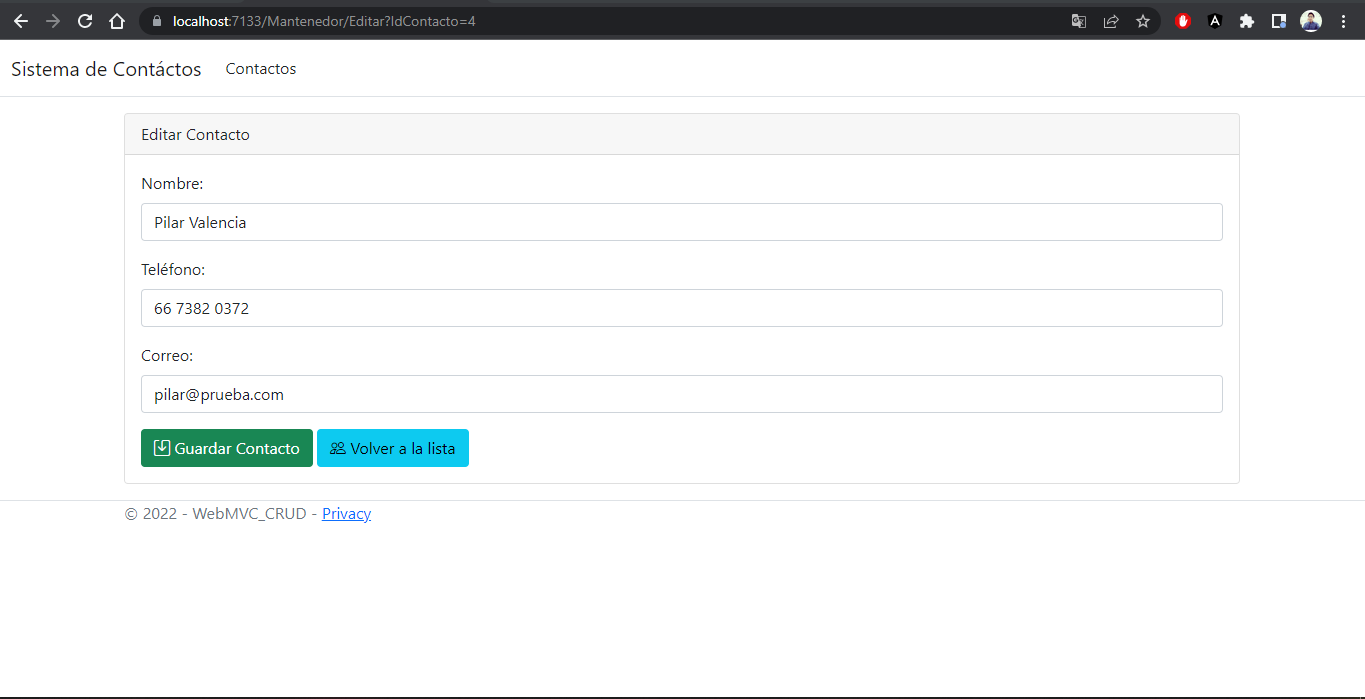 localhost:7133/Mantenedor/Editar?IdContacto=4
Sistema de Contáctos Contactos
Editar Contacto
Nombre:
Pilar Valencia
Teléfono:
66 7382 0372
Correo:
pilar@prueba.com
Guardar Contacto Volver a la lista
© 2022 - WebMVC_CRUD - Privacy